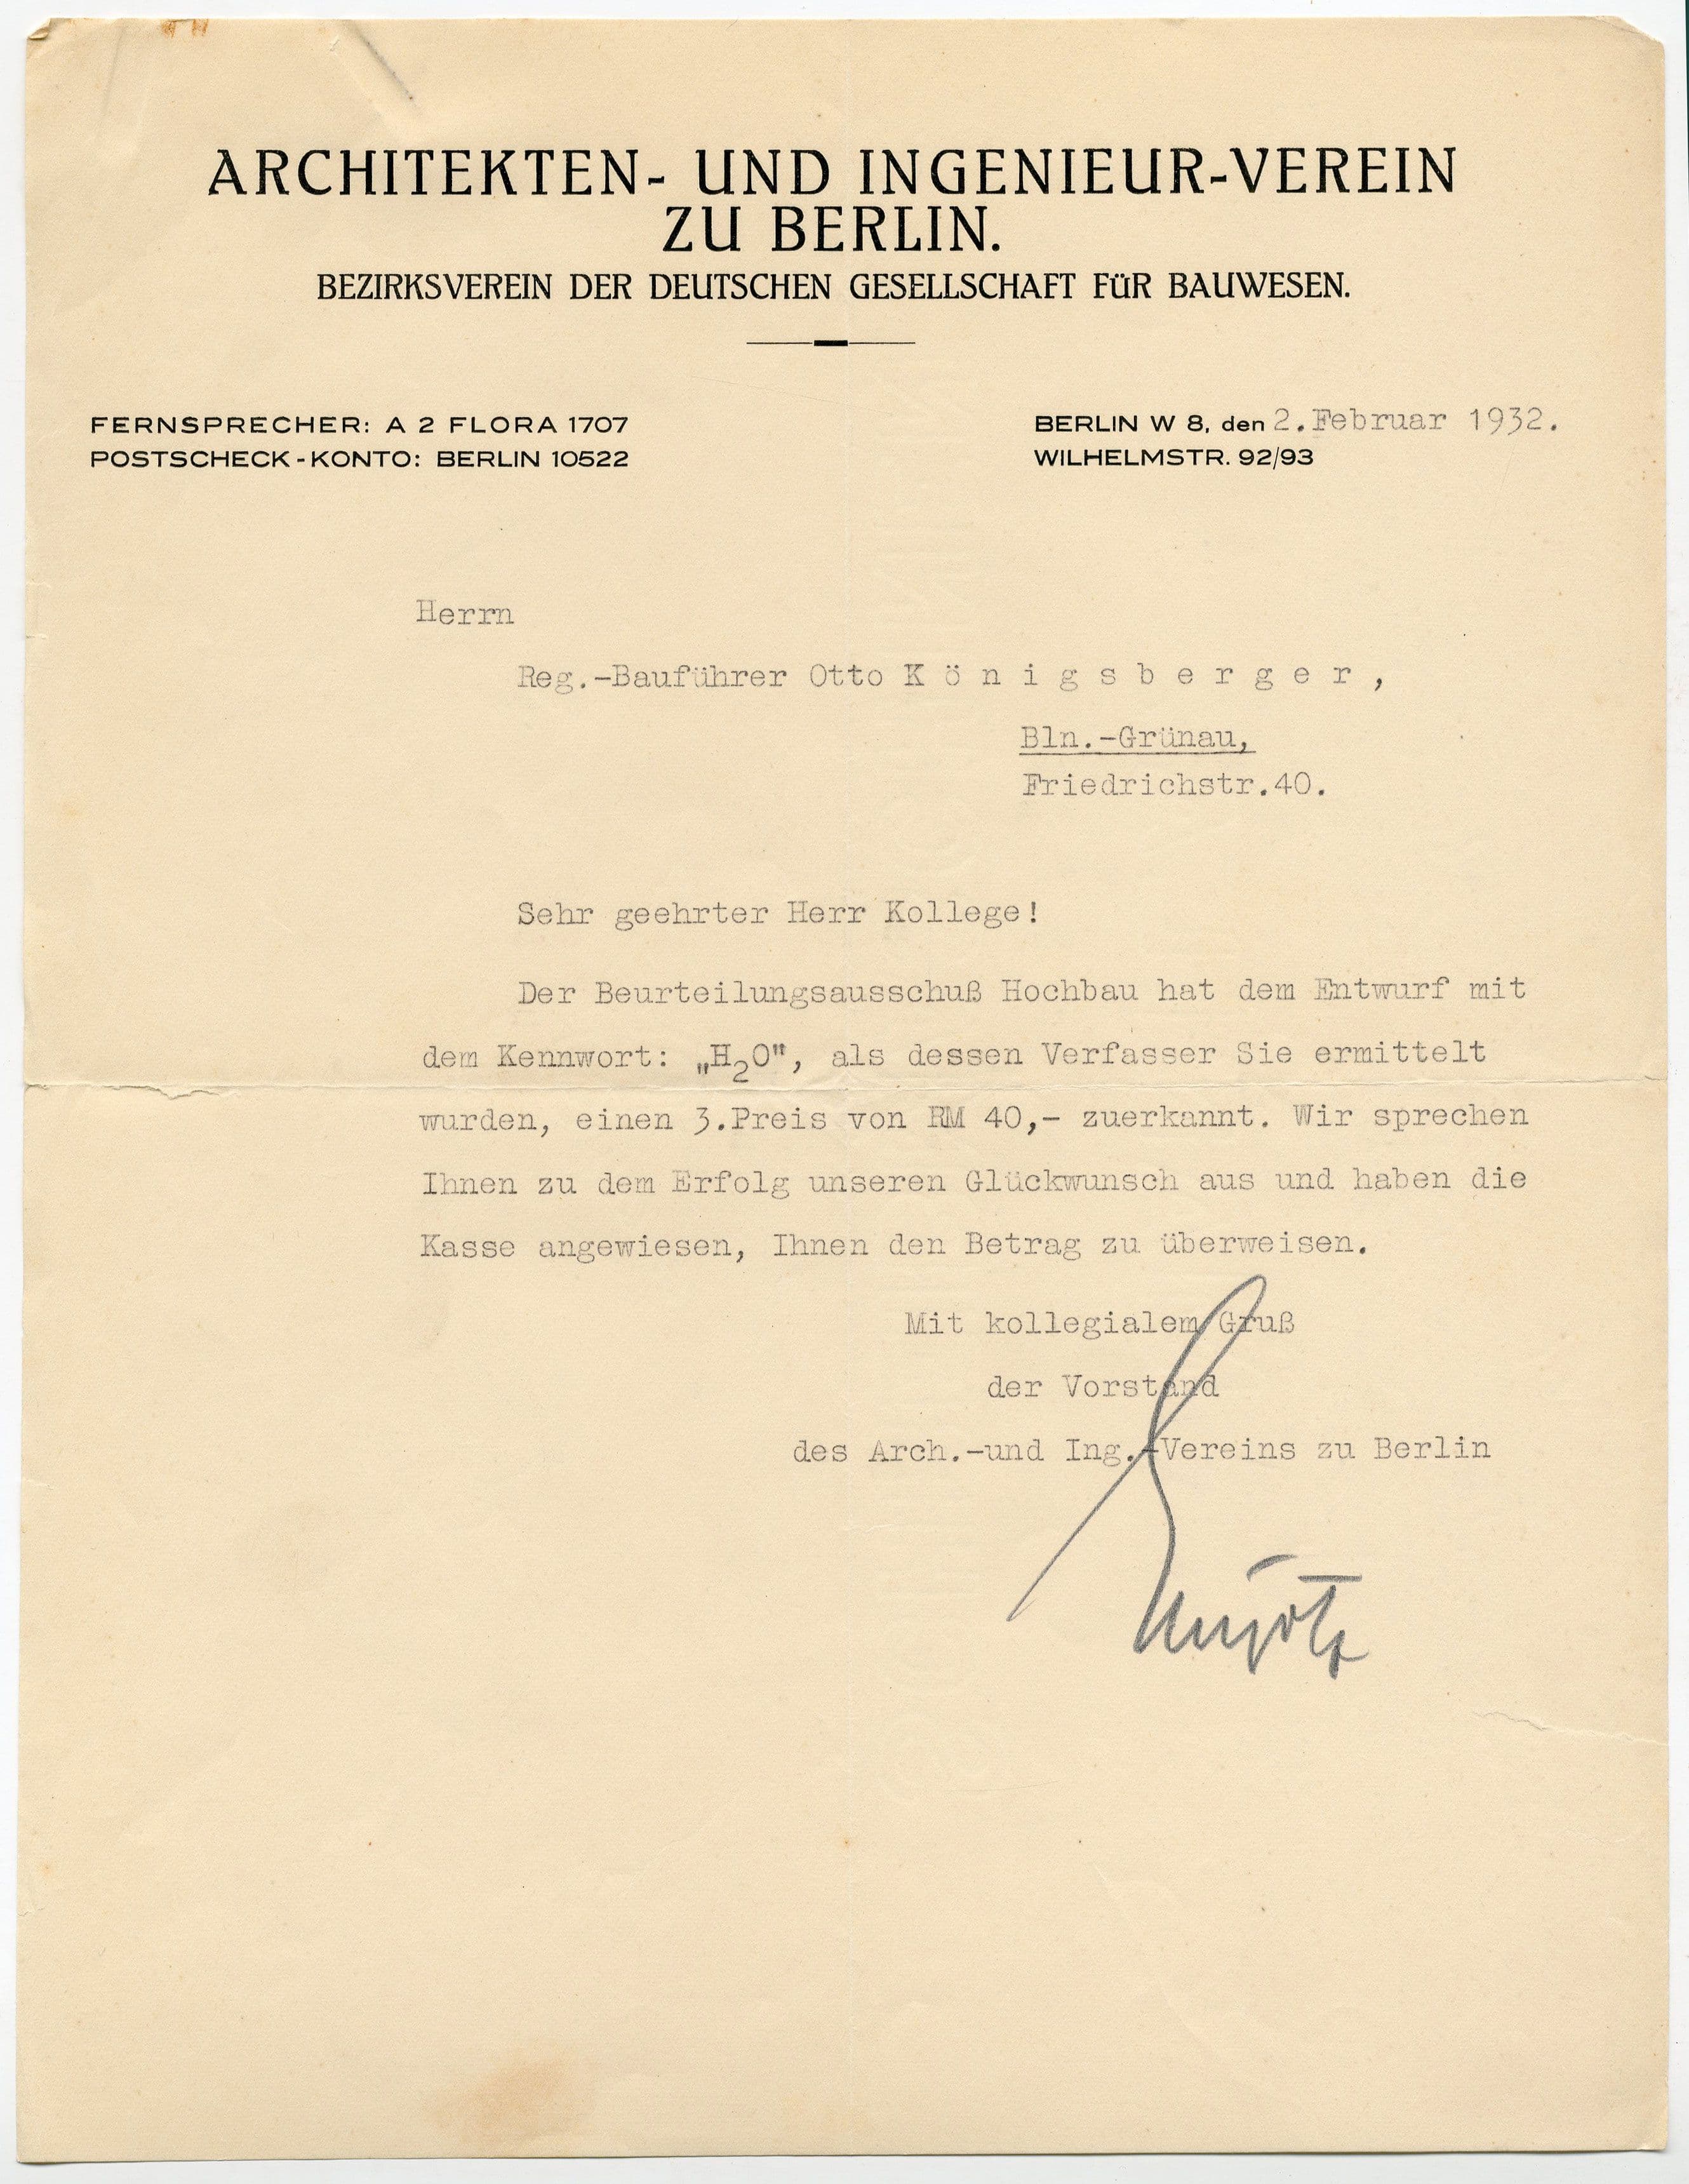 ARCHITEKTEN- UND INGENIEUR-VEREIN
ZU BERLIN.
BEZIRKSVEREIN DER DEUTSCHEN GESELLSCHAFT FÜR BAUWESEN.
FERNSPRECHER: A 2 FLORA 1707
POSTSCHECK-KONTO: BERLIN 10522
BERLIN W 8, den 2.Februar 1932.
WILHELMSTR. 92/93
Herrn
Reg.-Bauführer Otto K ö n i g s b e r g e r ,
Bln.-Grünau,
Friedrichstr.40.
Sehr geehrter Herr Kollege!
Der Beurteilungsausschuß Hochbau hat dem Entwurf mit
dem Kennwort: „H₂O", als dessen Verfasser Sie ermittelt
wurden, einen 3.Preis von RM 40,- zuerkannt. Wir sprechen
Ihnen zu dem Erfolg unseren Glückwunsch aus und haben die
Kasse angewiesen, Ihnen den Betrag zu überweisen.
Mit kollegialem Gruß
der Vorstand
des Arch.-und Ing.-Vereins zu Berlin